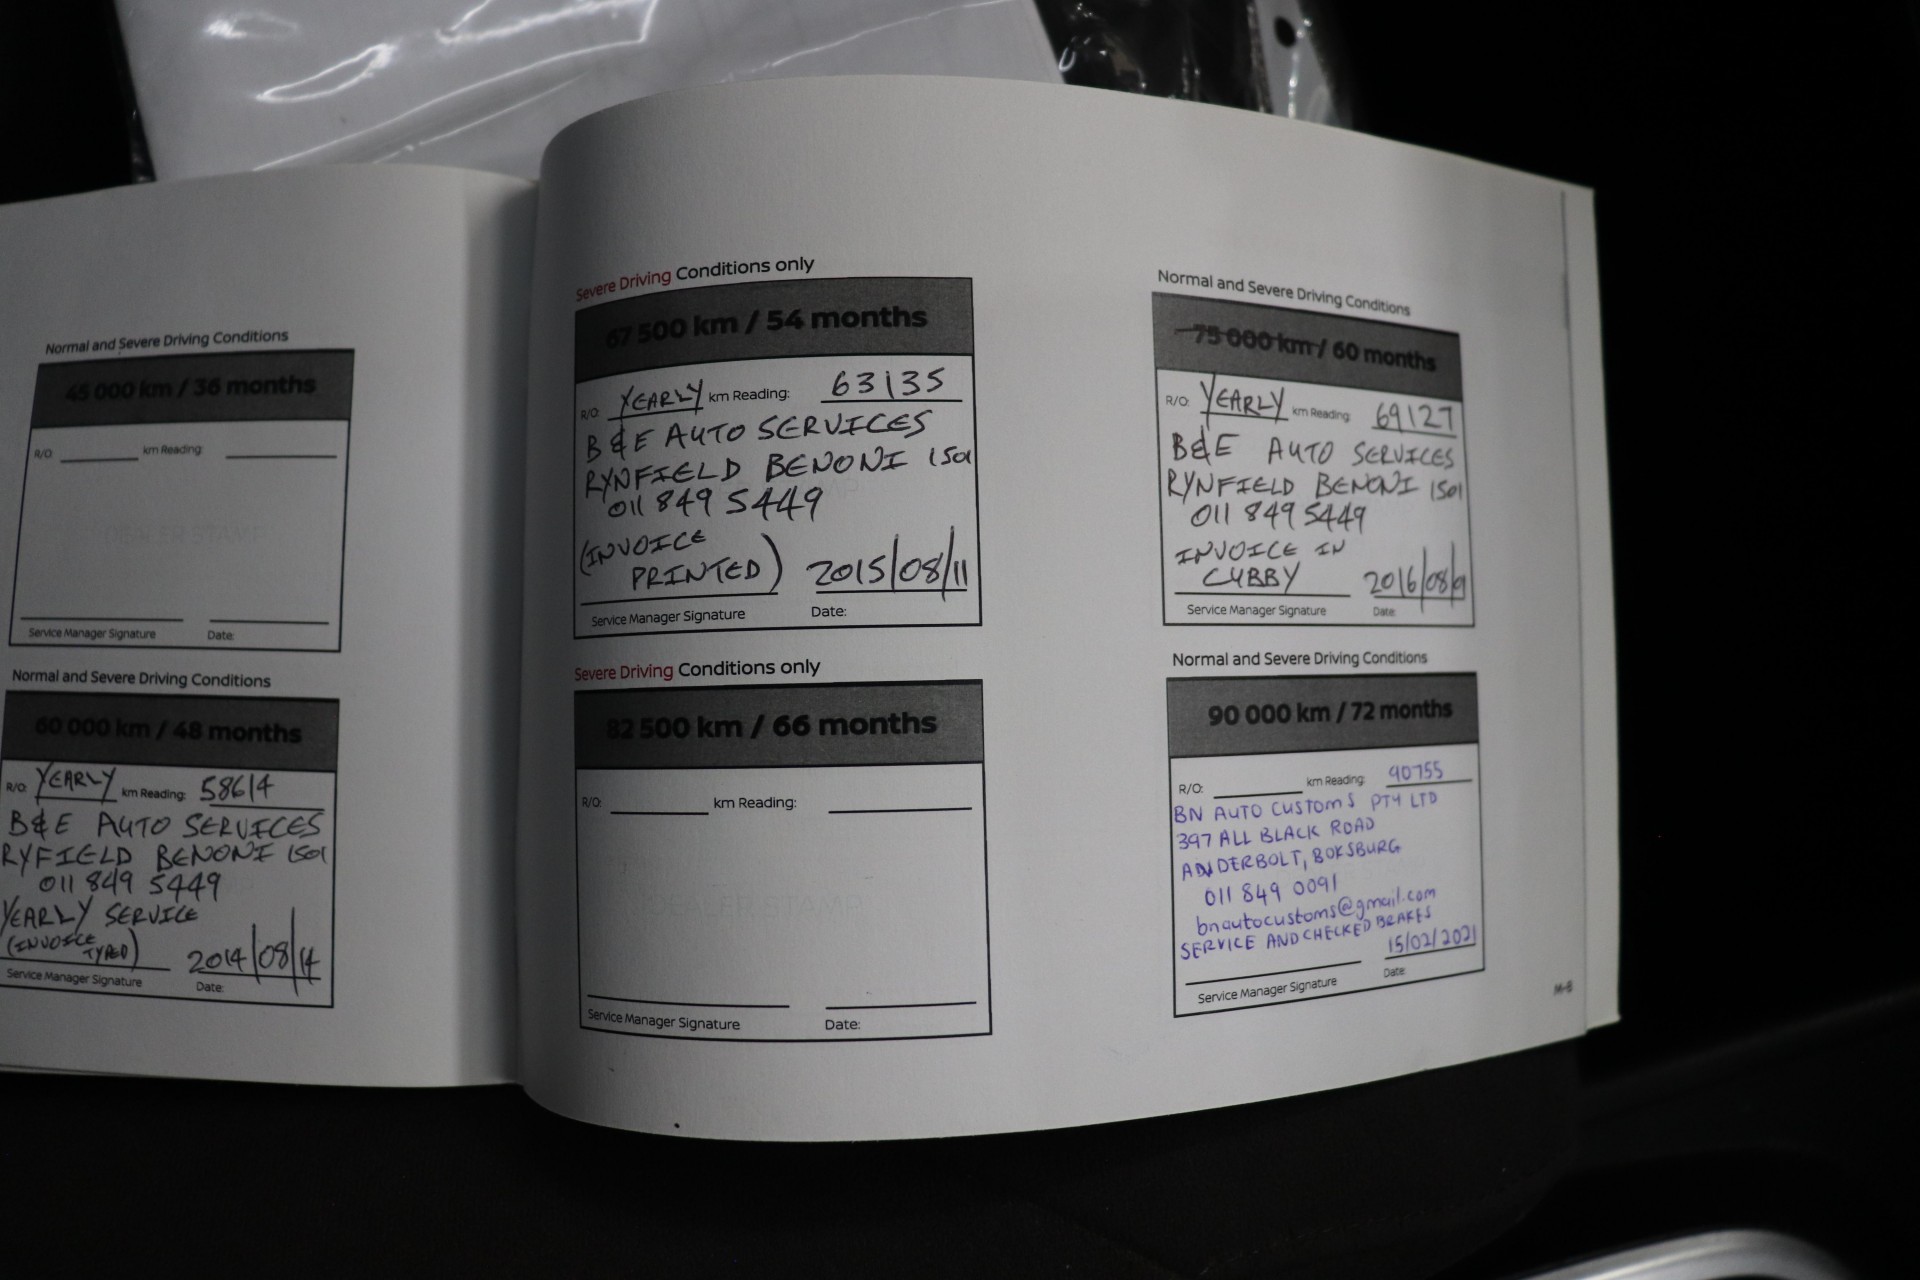 Normal and Severe Driving Conditions
45 000 km / 36 months
R/O: km Reading:
Service Manager Signature Date:
Normal and Severe Driving Conditions
60 000 km / 48 months
R/O: YEARLY km Reading: 58614
B&E AUTO SERVICES
RYFIELD BENONI 1501
011 849 5449
YEARLY SERVICE
(INVOICE
TYPED) 2014/08/14
Service Manager Signature Date:
Severe Driving Conditions only
67 500 km / 54 months
R/O: YEARLY km Reading: 63135
B&E AUTO SERVICES
RYNFIELD BENONI 1501
011 849 5449
(INVOICE
PRINTED) 2015/08/11
Service Manager Signature Date:
Severe Driving Conditions only
82 500 km / 66 months
R/O: km Reading:
Service Manager Signature Date:
Normal and Severe Driving Conditions
75 000 km / 60 months
R/O: YEARLY km Reading: 69127
B&E AUTO SERVICES
RYNFIELD BENONI 1501
011 849 5449
INVOICE IN
CUBBY 2016/08/9
Service Manager Signature Date:
Normal and Severe Driving Conditions
90 000 km / 72 months
R/O: km Reading: 90755
BN AUTO CUSTOMS PTY LTD
397 ALL BLACK ROAD
ANDERBOLT, BOKSBURG
011 849 0091
bnautocustoms@gmail.com
SERVICE AND CHECKED BRAKES
15/02/2021
Service Manager Signature Date:
M-8